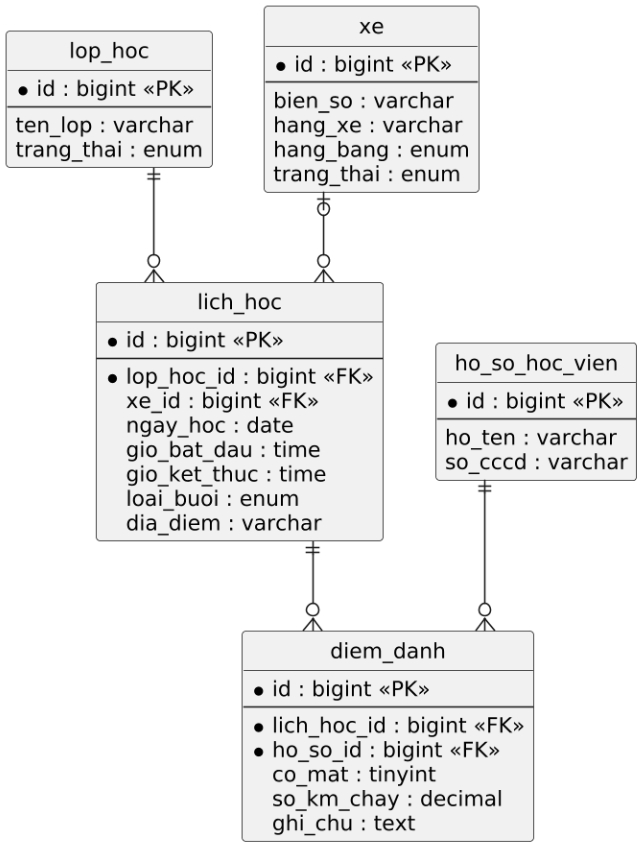 lop_hoc
id : bigint «PK»
ten_lop : varchar
trang_thai : enum
xe
id : bigint «PK»
bien_so : varchar
hang_xe : varchar
hang_bang : enum
trang_thai : enum
lich_hoc
id : bigint «PK»
lop_hoc_id : bigint «FK»
xe_id : bigint «FK»
ngay_hoc : date
gio_bat_dau : time
gio_ket_thuc : time
loai_buoi : enum
dia_diem : varchar
ho_so_hoc_vien
id : bigint «PK»
ho_ten : varchar
so_cccd : varchar
diem_danh
id : bigint «PK»
lich_hoc_id : bigint «FK»
ho_so_id : bigint «FK»
co_mat : tinyint
so_km_chay : decimal
ghi_chu : text